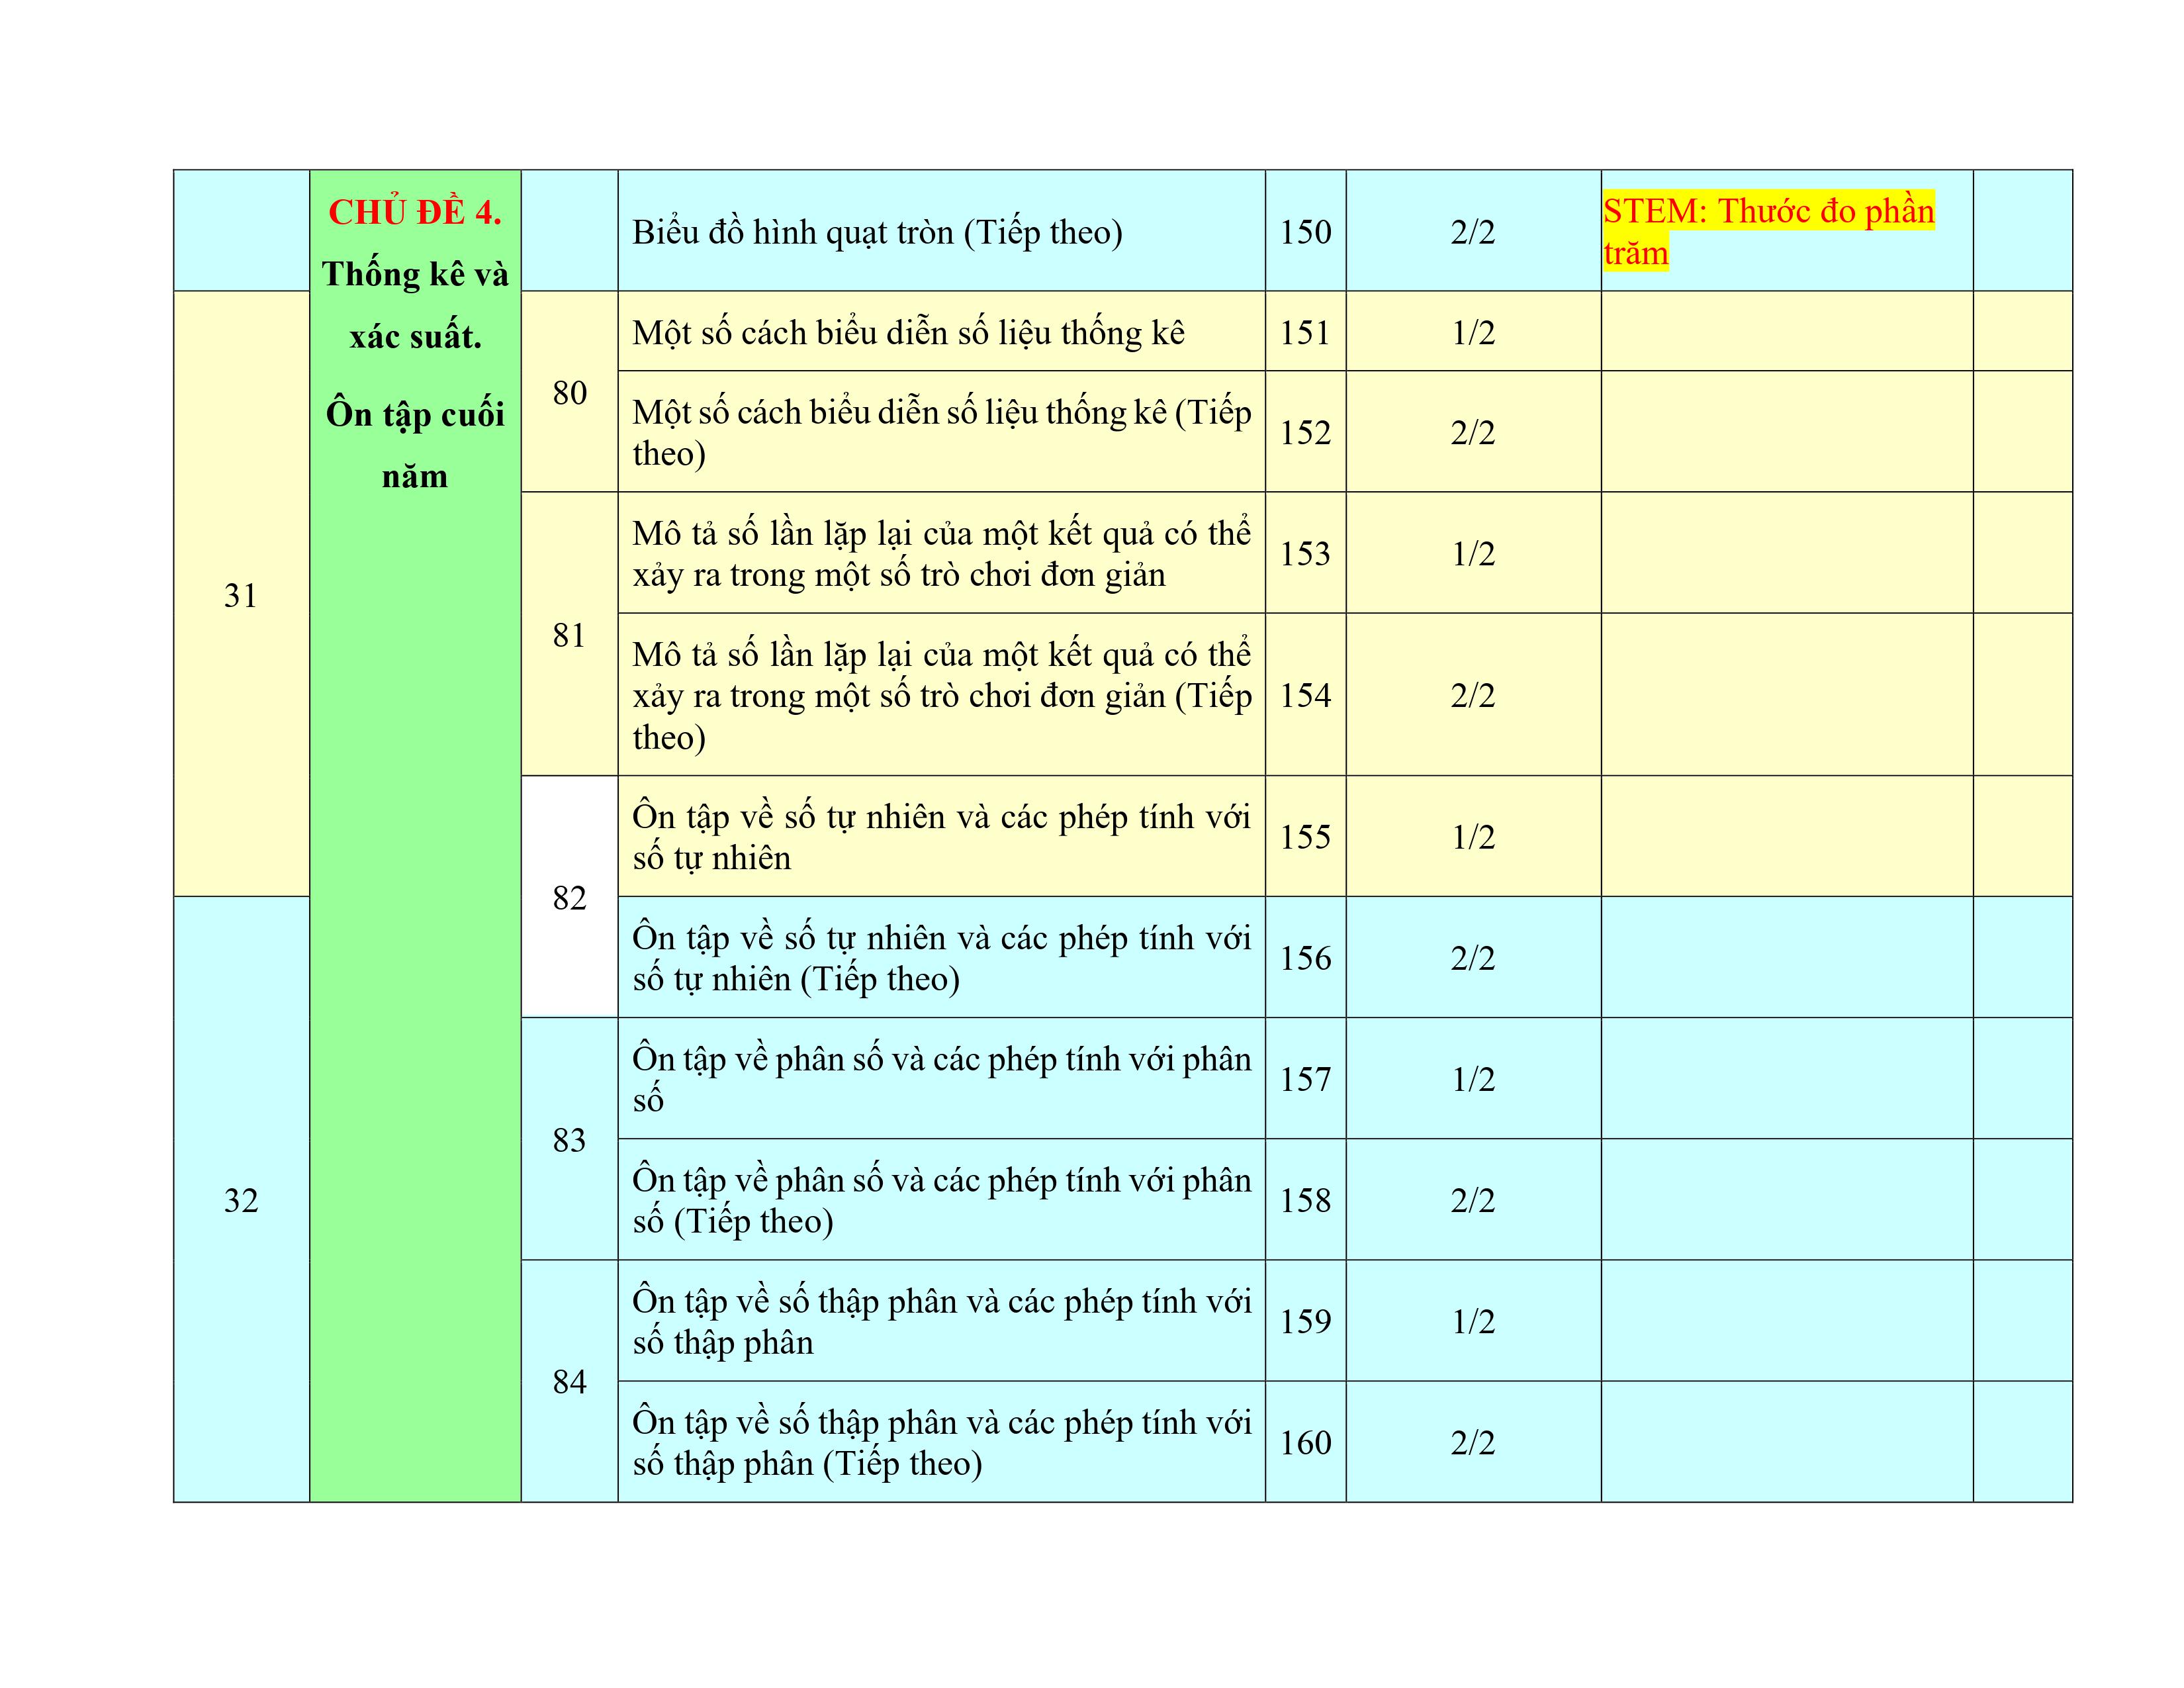 CHỦ ĐỀ 4.
Thống kê và
xác suất.
Ôn tập cuối
năm
Biểu đồ hình quạt tròn (Tiếp theo)
150
2/2
STEM: Thước đo phần
trăm
31
80
Một số cách biểu diễn số liệu thống kê
151
1/2
Một số cách biểu diễn số liệu thống kê (Tiếp
theo)
152
2/2
81
Mô tả số lần lặp lại của một kết quả có thể
xảy ra trong một số trò chơi đơn giản
153
1/2
Mô tả số lần lặp lại của một kết quả có thể
xảy ra trong một số trò chơi đơn giản (Tiếp
theo)
154
2/2
82
Ôn tập về số tự nhiên và các phép tính với
số tự nhiên
155
1/2
32
Ôn tập về số tự nhiên và các phép tính với
số tự nhiên (Tiếp theo)
156
2/2
83
Ôn tập về phân số và các phép tính với phân
số
157
1/2
Ôn tập về phân số và các phép tính với phân
số (Tiếp theo)
158
2/2
84
Ôn tập về số thập phân và các phép tính với
số thập phân
159
1/2
Ôn tập về số thập phân và các phép tính với
số thập phân (Tiếp theo)
160
2/2